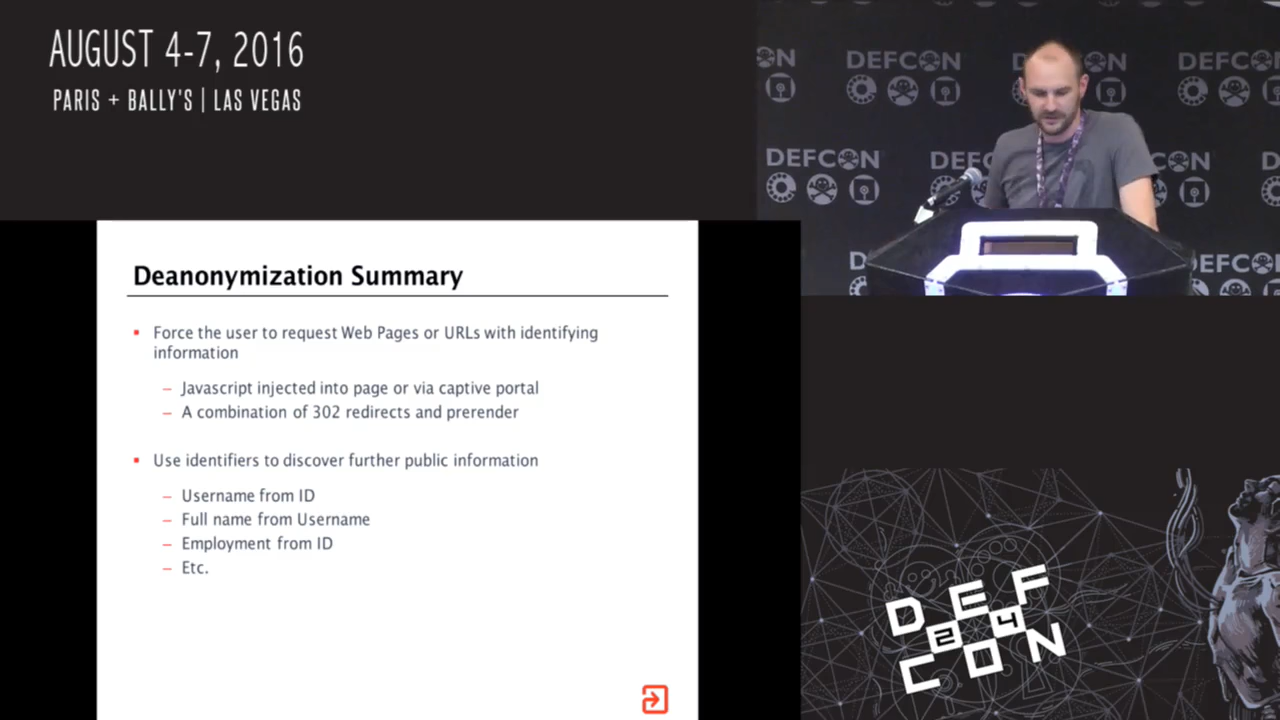 AUGUST 4-7, 2016
PARIS + BALLY'S | LAS VEGAS
DEFCON
DEFCON
DEFCON
Deanonymization Summary
Force the user to request Web Pages or URLs with identifying
information
– Javascript injected into page or via captive portal
– A combination of 302 redirects and prerender
Use identifiers to discover further public information
– Username from ID
– Full name from Username
– Employment from ID
– Etc.
DEF
24
CON